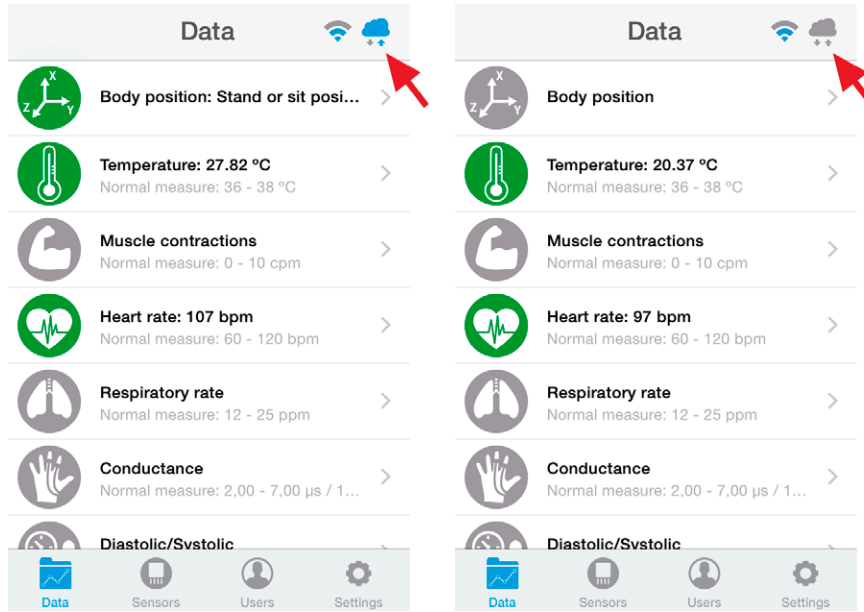 Data
X
Z
Y
Body position: Stand or sit posi...
Temperature: 27.82 ºC
Normal measure: 36 - 38 ºC
Muscle contractions
Normal measure: 0 - 10 cpm
Heart rate: 107 bpm
Normal measure: 60 - 120 bpm
Respiratory rate
Normal measure: 12 - 25 ppm
Conductance
Normal measure: 2,00 - 7,00 µs / 1...
Diastolic/Systolic
Data
Sensors
Users
Settings
Data
X
Z
Y
Body position
Temperature: 20.37 ºC
Normal measure: 36 - 38 ºC
Muscle contractions
Normal measure: 0 - 10 cpm
Heart rate: 97 bpm
Normal measure: 60 - 120 bpm
Respiratory rate
Normal measure: 12 - 25 ppm
Conductance
Normal measure: 2,00 - 7,00 µs / 1...
Diastolic/Systolic
Data
Sensors
Users
Settings